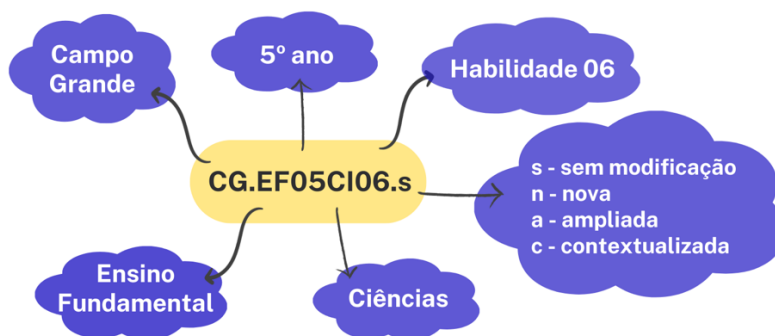 Campo
Grande
5º ano
Habilidade 06
CG.EF05CI06.s
s - sem modificação
n - nova
a - ampliada
c - contextualizada
Ensino
Fundamental
Ciências